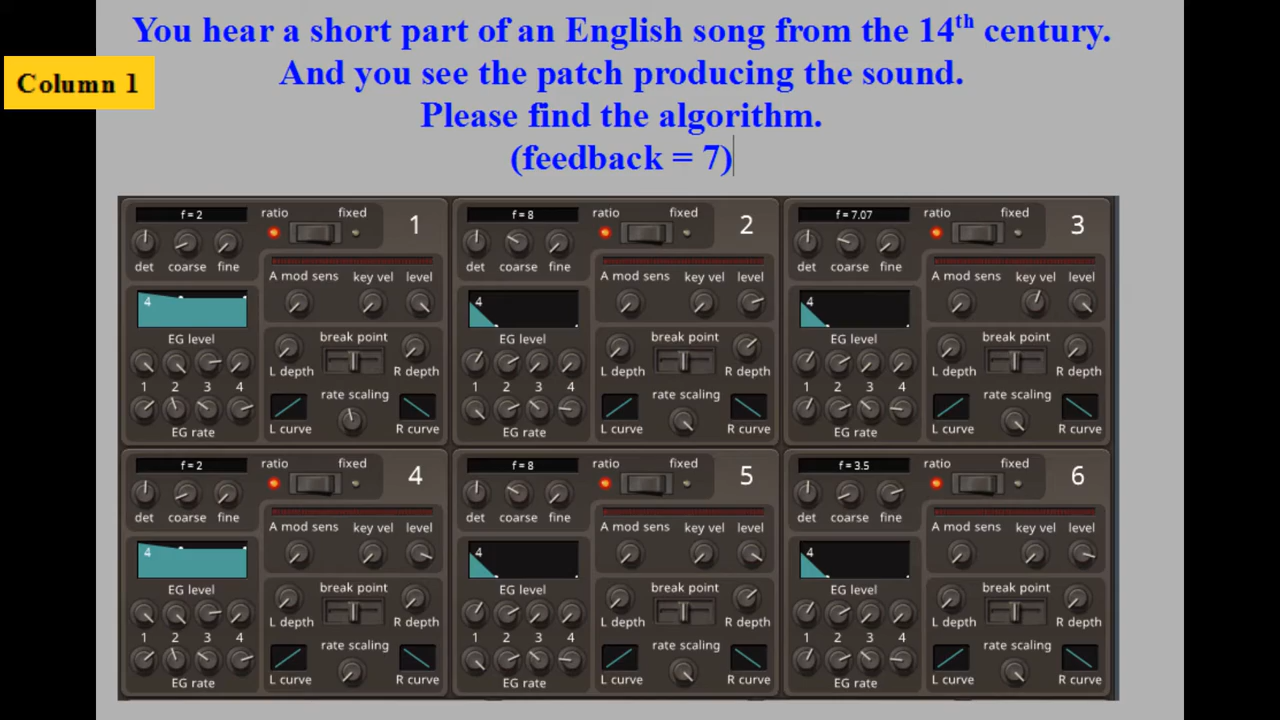 You hear a short part of an English song from the 14th century.
Column 1
And you see the patch producing the sound.
Please find the algorithm.
(feedback = 7)
f = 2 ratio fixed 1
det coarse fine A mod sens key vel level
4
EG level break point
L depth R depth
1 2 3 4
rate scaling
EG rate L curve R curve
f = 8 ratio fixed 2
det coarse fine A mod sens key vel level
4
EG level break point
L depth R depth
1 2 3 4
rate scaling
EG rate L curve R curve
f = 7.07 ratio fixed 3
det coarse fine A mod sens key vel level
4
EG level break point
L depth R depth
1 2 3 4
rate scaling
EG rate L curve R curve
f = 2 ratio fixed 4
det coarse fine A mod sens key vel level
4
EG level break point
L depth R depth
1 2 3 4
rate scaling
EG rate L curve R curve
f = 8 ratio fixed 5
det coarse fine A mod sens key vel level
4
EG level break point
L depth R depth
1 2 3 4
rate scaling
EG rate L curve R curve
f = 3.5 ratio fixed 6
det coarse fine A mod sens key vel level
4
EG level break point
L depth R depth
1 2 3 4
rate scaling
EG rate L curve R curve